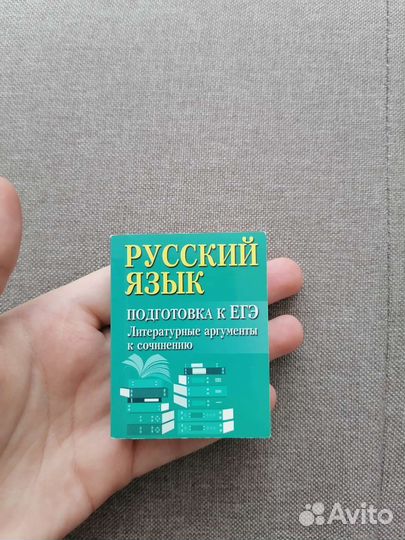 РУССКИЙ
ЯЗЫК
ПОДГОТОВКА К ЕГЭ
Литературные аргументы
к сочинению
Avito